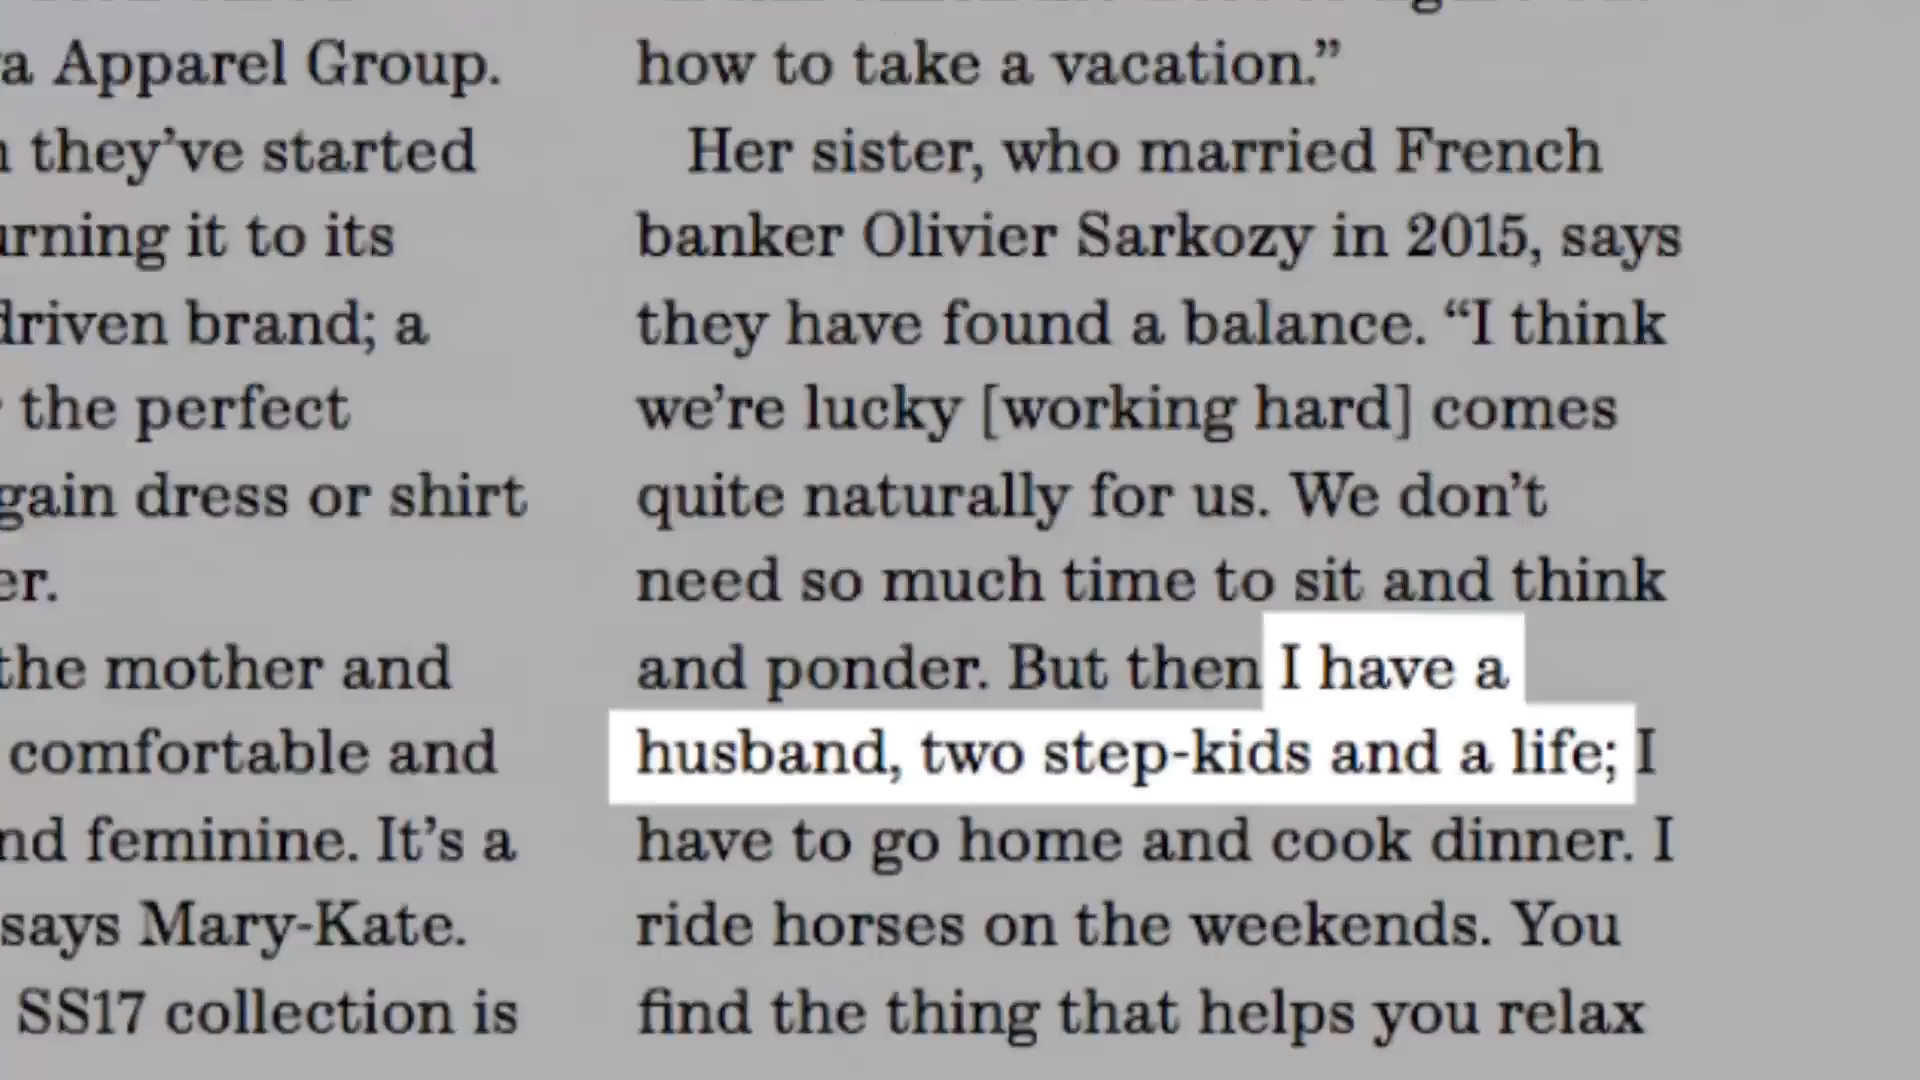 a Apparel Group.
they've started
urning it to its
driven brand; a
the perfect
gain dress or shirt
er.
the mother and
comfortable and
nd feminine. It's a
says Mary-Kate.
SS17 collection is
how to take a vacation.”
Her sister, who married French
banker Olivier Sarkozy in 2015, says
they have found a balance. “I think
we're lucky [working hard] comes
quite naturally for us. We don't
need so much time to sit and think
and ponder. But then I have a
husband, two step-kids and a life; I
have to go home and cook dinner. I
ride horses on the weekends. You
find the thing that helps you relax